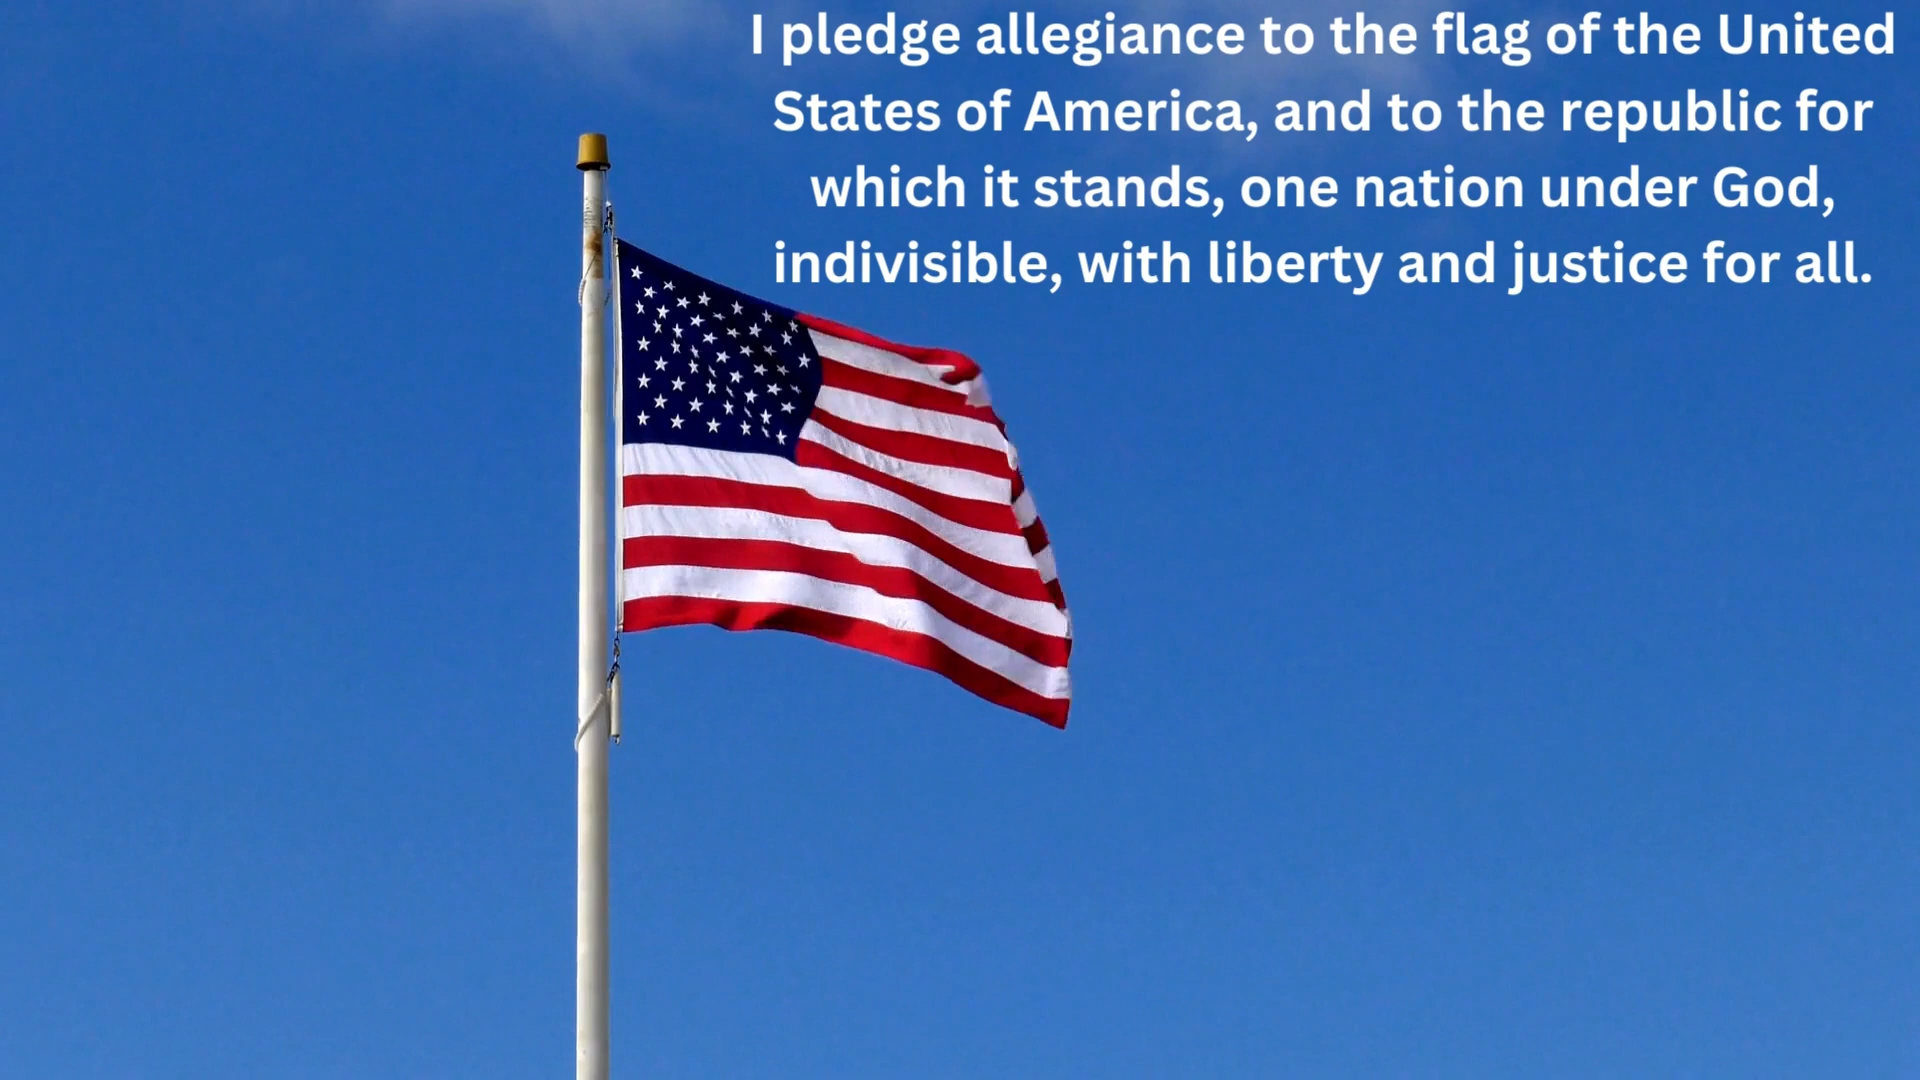 I pledge allegiance to the flag of the United
States of America, and to the republic for
which it stands, one nation under God,
indivisible, with liberty and justice for all.